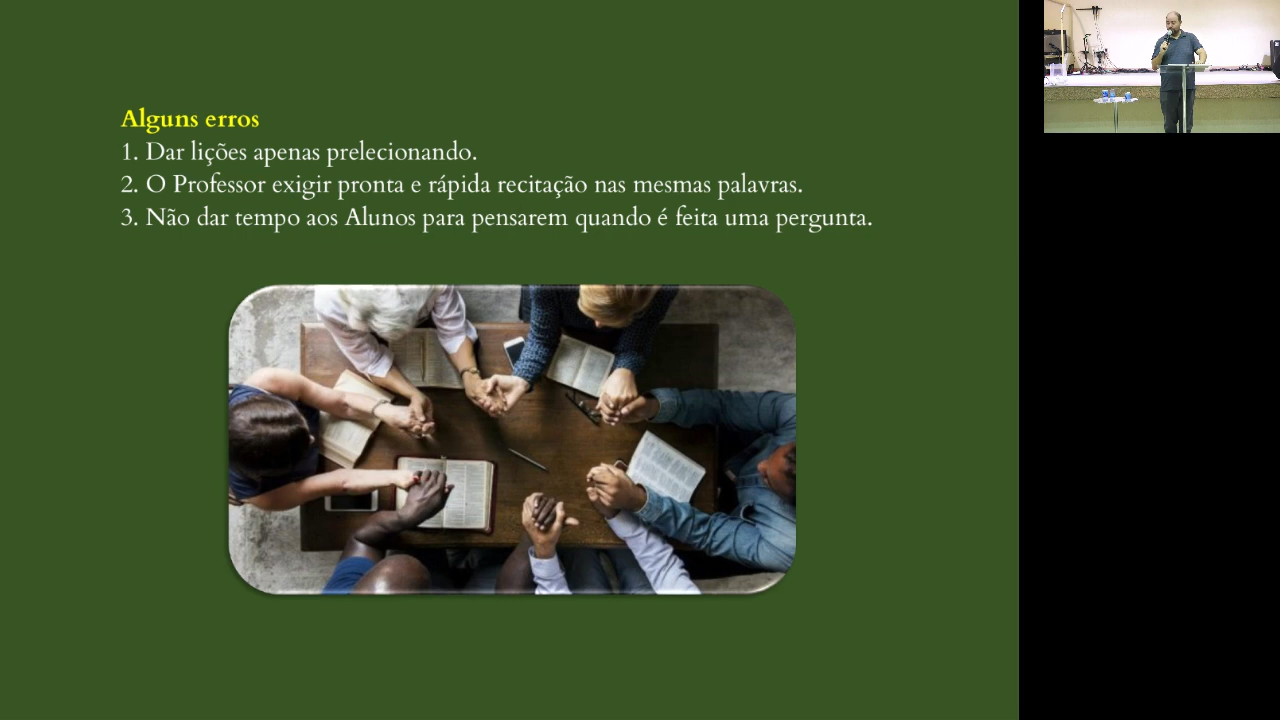 Alguns erros
1. Dar lições apenas prelecionando.
2. O Professor exigir pronta e rápida recitação nas mesmas palavras.
3. Não dar tempo aos Alunos para pensarem quando é feita uma pergunta.